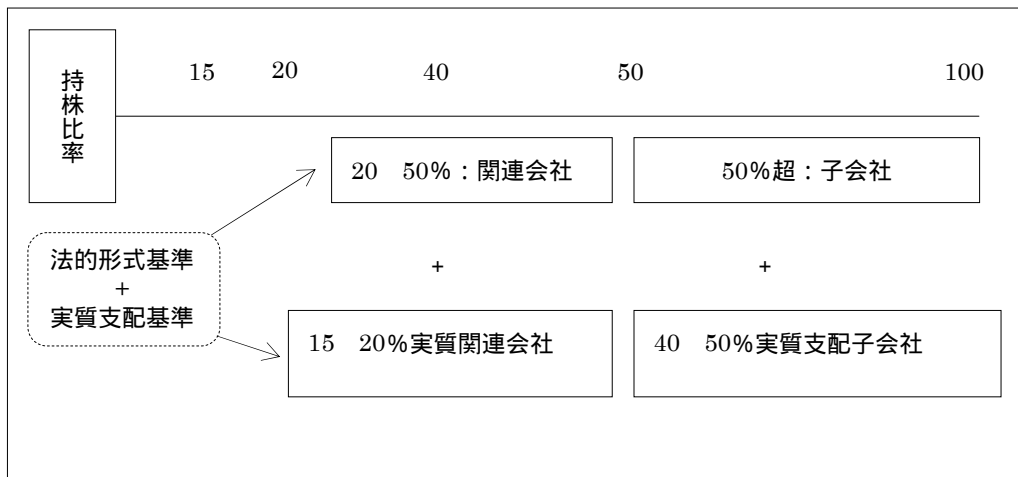 持株比率
15 20 40 50 100
20 50%：関連会社
50%超：子会社
法的形式基準
+
実質支配基準
+ +
15 20%実質関連会社
40 50%実質支配子会社